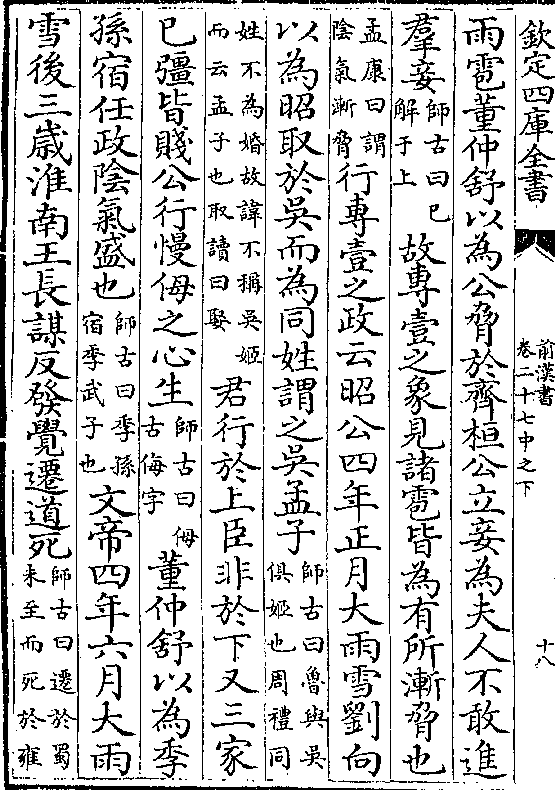 欽定四庫全書
前漢書
卷二十七中之下
十八
雨雹董仲舒以為公脅於齊桓公立妾為夫人不敢進
羣妾師古曰已解于上故專壹之象見諸雹皆為有所漸脅也
孟康曰謂陰氣漸脅行專壹之政云昭公四年正月大雨雪劉向
以為昭取於吳而為同姓謂之吳孟子師古曰魯與吳俱姬也周禮同
姓不為婚故諱不稱吳姬而云孟子也取讀曰娶君行於上臣非於下又三家
已彊皆賤公行慢侮之心生師古曰侮古侮字董仲舒以為季
孫宿任政陰氣盛也師古曰季孫宿季武子也文帝四年六月大雨
雪後三歲淮南王長謀反發覺遷道死師古曰遷於蜀未至而死於雍